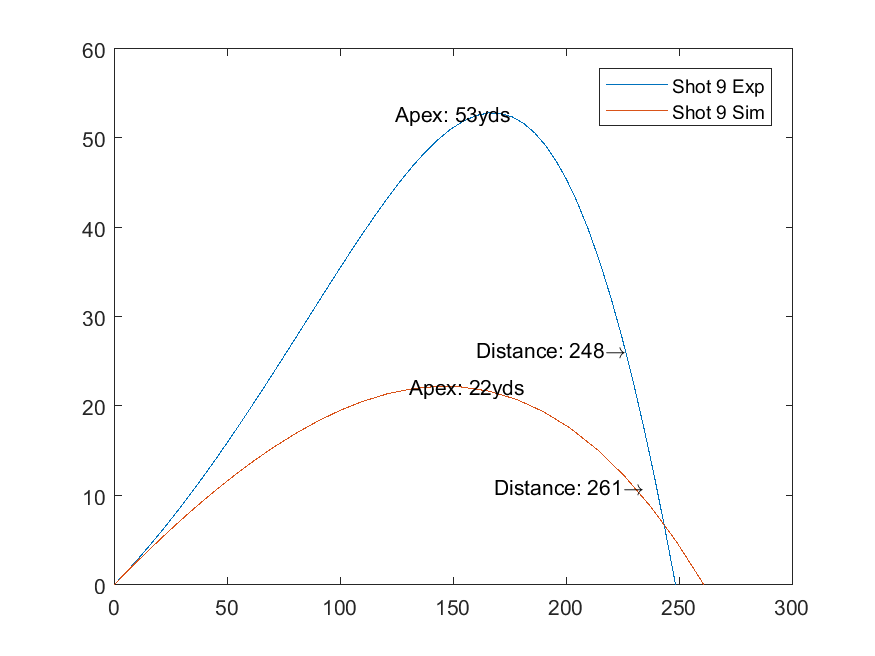 60
Shot 9 Exp
Shot 9 Sim
Apex: 53yds
50
40
30
Distance: 248→
Apex: 22yds
20
Distance: 261→
10
0
0 50 100 150 200 250 300